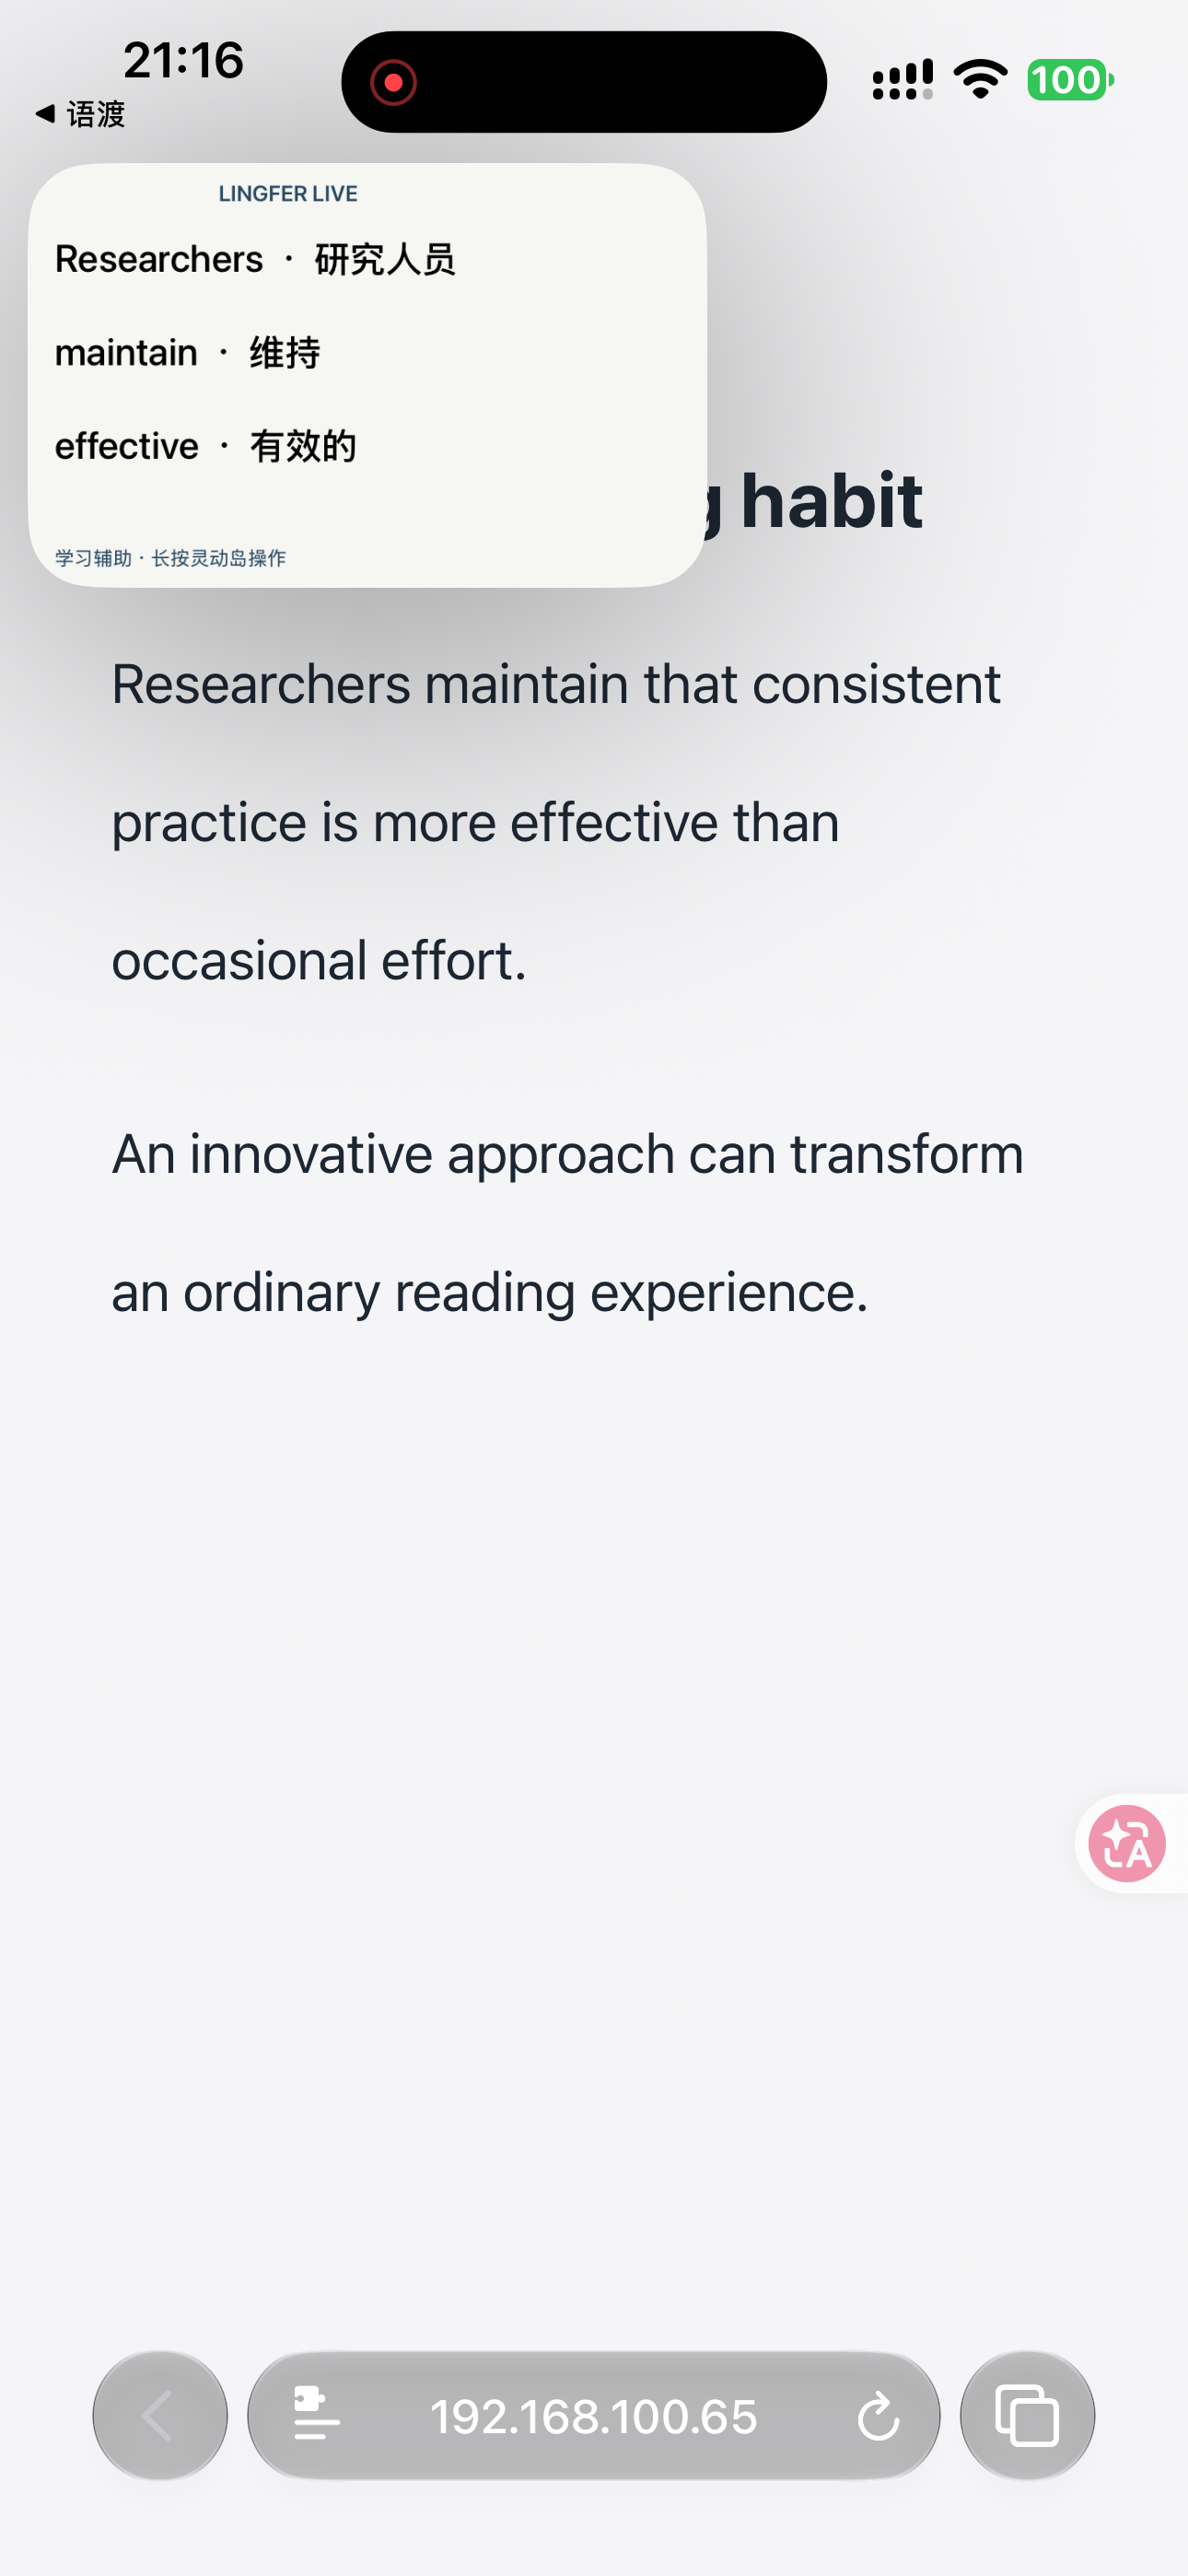 21:16
100
◀ 语渡
LINGFER LIVE
Researchers · 研究人员
maintain · 维持
effective · 有效的
学习辅助 · 长按灵动岛操作
habit
Researchers maintain that consistent
practice is more effective than
occasional effort.
An innovative approach can transform
an ordinary reading experience.
A
192.168.100.65